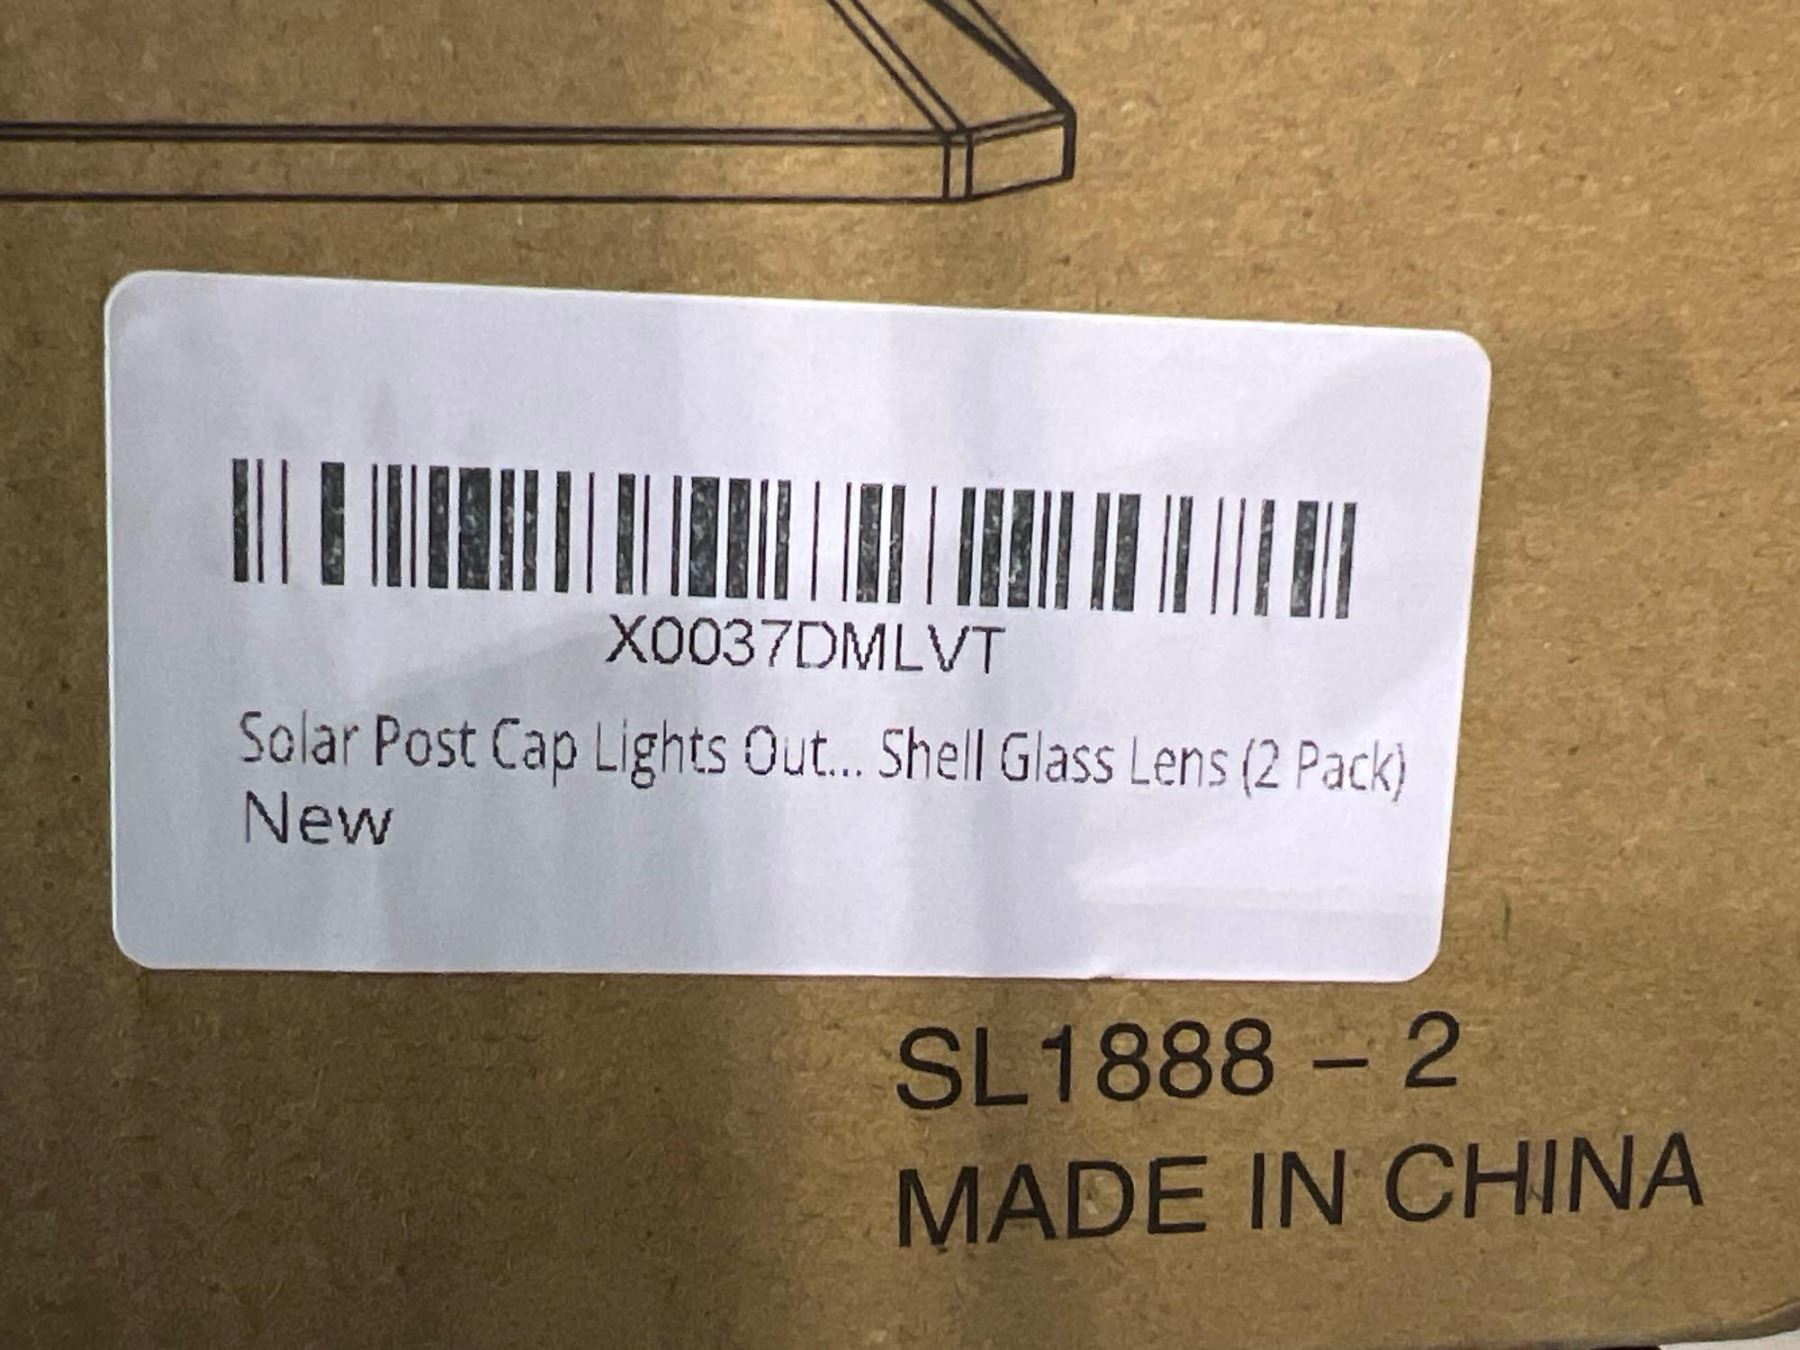 X0037DMLVT
Solar Post Cap Lights Out... Shell Glass Lens (2 Pack)
New
SL1888 – 2
MADE IN CHINA